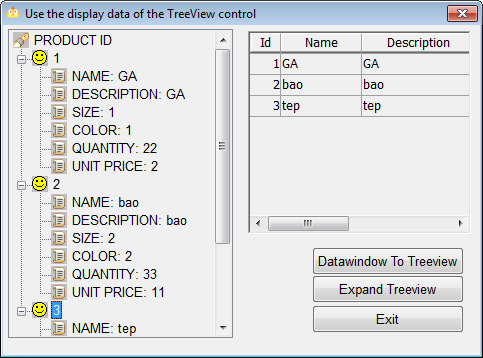 Use the display data of the TreeView control
PRODUCT ID
1
NAME: GA
DESCRIPTION: GA
SIZE: 1
COLOR: 1
QUANTITY: 22
UNIT PRICE: 2
2
NAME: bao
DESCRIPTION: bao
SIZE: 2
COLOR: 2
QUANTITY: 33
UNIT PRICE: 11
3
NAME: tep
Id Name Description
1 GA GA
2 bao bao
3 tep tep
Datawindow To Treeview
Expand Treeview
Exit